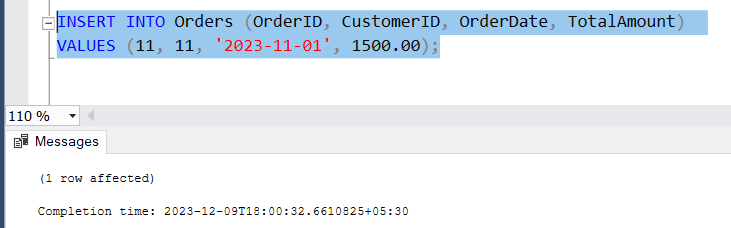 INSERT INTO Orders (OrderID, CustomerID, OrderDate, TotalAmount)
VALUES (11, 11, '2023-11-01', 1500.00);
110 %
Messages
(1 row affected)
Completion time: 2023-12-09T18:00:32.6610825+05:30